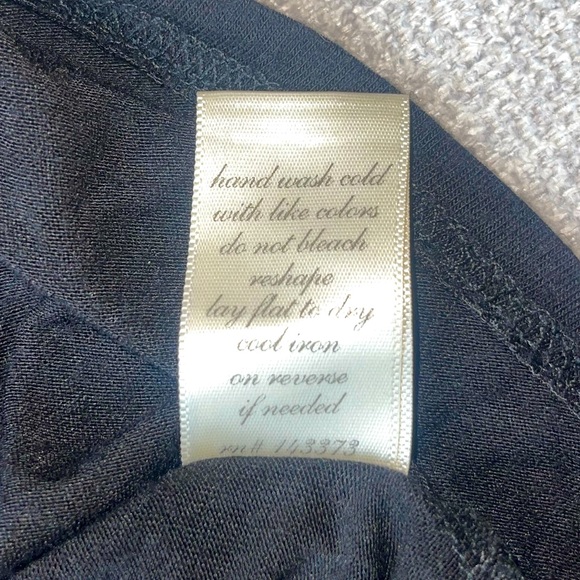 hand wash cold
with like colors
do not bleach
reshape
lay flat to dry
cool iron
on reverse
if needed
rn# 143373